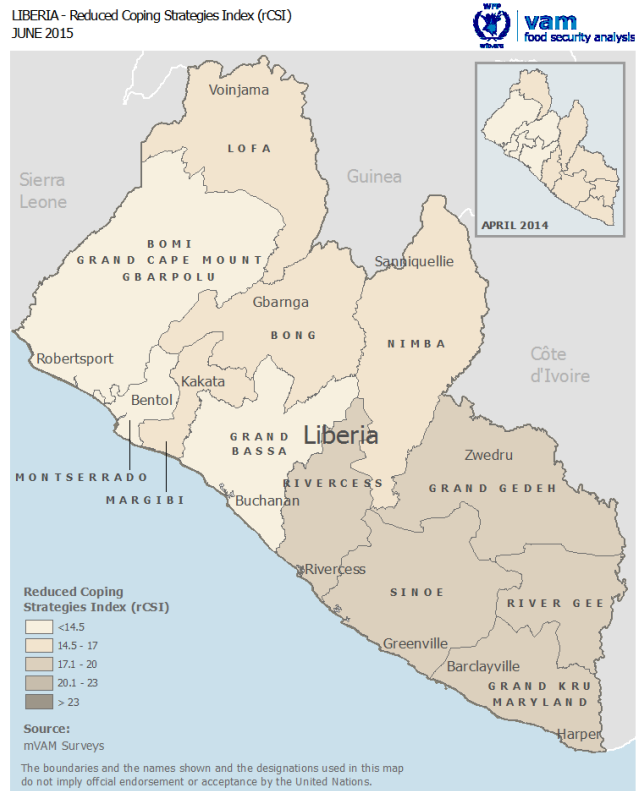 LIBERIA - Reduced Coping Strategies Index (rCSI)
JUNE 2015
WFP
wfp.org
vam
food security analysis
Voinjama
LOFA
Sierra
Leone
Guinea
APRIL 2014
BOMI
GRAND CAPE MOUNT
GBARPOLU
Sanniquellie
Gbarnga
BONG
NIMBA
Robertsport
Côte
d'Ivoire
Kakata
Bentol
GRAND
BASSA
Liberia
Zwedru
MONTSERRADO
RIVERCESS
GRAND GEDEH
MARGIBI
Buchanan
Rivercess
SINOE
RIVER GEE
Greenville
Barclayville
GRAND KRU
MARYLAND
Harper
Reduced Coping
Strategies Index (rCSI)
<14.5
14.5 - 17
17.1 - 20
20.1 - 23
> 23
Source:
mVAM Surveys
The boundaries and the names shown and the designations used in this map
do not imply offcial endorsement or acceptance by the United Nations.